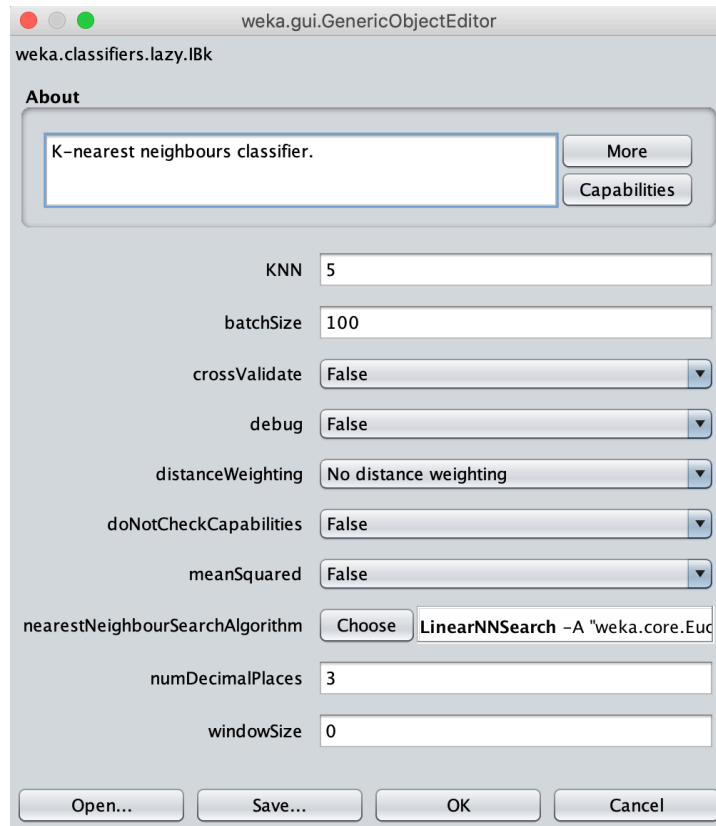 weka.gui.GenericObjectEditor
weka.classifiers.lazy.IBk
About
K-nearest neighbours classifier.
More
Capabilities
KNN 5
batchSize 100
crossValidate False
debug False
distanceWeighting No distance weighting
doNotCheckCapabilities False
meanSquared False
nearestNeighbourSearchAlgorithm Choose LinearNNSearch -A "weka.core.Euc
numDecimalPlaces 3
windowSize 0
Open... Save... OK Cancel